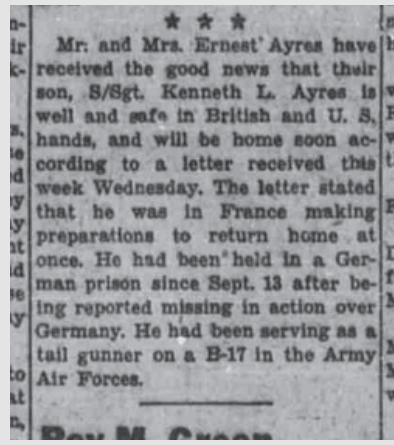 * * *
Mr. and Mrs. Ernest Ayres have
received the good news that their
son, S/Sgt. Kenneth L. Ayres is
well and safe in British and U. S.
hands, and will be home soon ac-
cording to a letter received this
week Wednesday. The letter stated
that he was in France making
preparations to return home at
once. He had been held in a Ger-
man prison since Sept. 13 after be-
ing reported missing in action over
Germany. He had been serving as a
tail gunner on a B-17 in the Army
Air Forces.